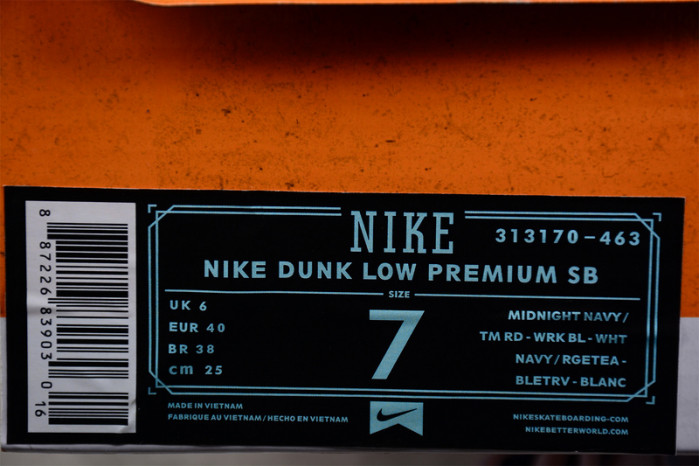 NIKE
313170-463
NIKE DUNK LOW PREMIUM SB
SIZE
UK 6
EUR 40
BR 38
cm 25
7
MIDNIGHT NAVY/
TM RD-WRK BL-WHT
NAVY/RGETEA-
BLETRV-BLANC
MADE IN VIETNAM
FABRIQUE AU VIETNAM/HECHO EN VIETNAM
NIKESKATEBOARDING.COM
NIKEBETTERWORLD.COM
8 87226 83903 0 16